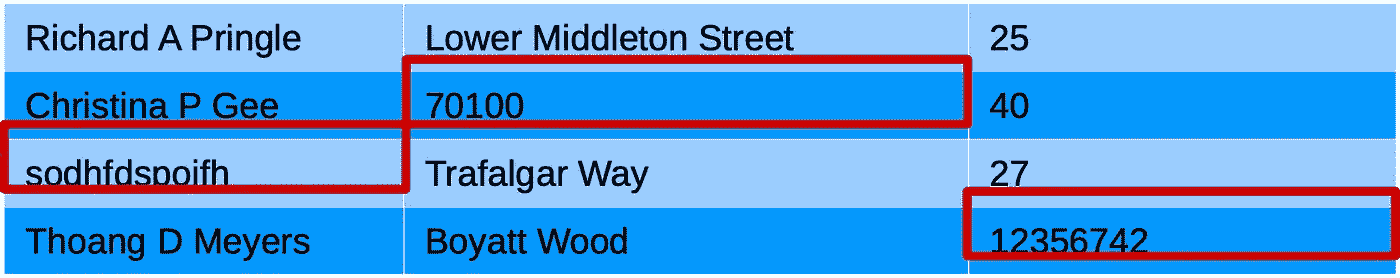 Richard A Pringle Lower Middleton Street 25
Christina P Gee 70100 40
sodhfdspoifh Trafalgar Way 27
Thoang D Meyers Boyatt Wood 12356742